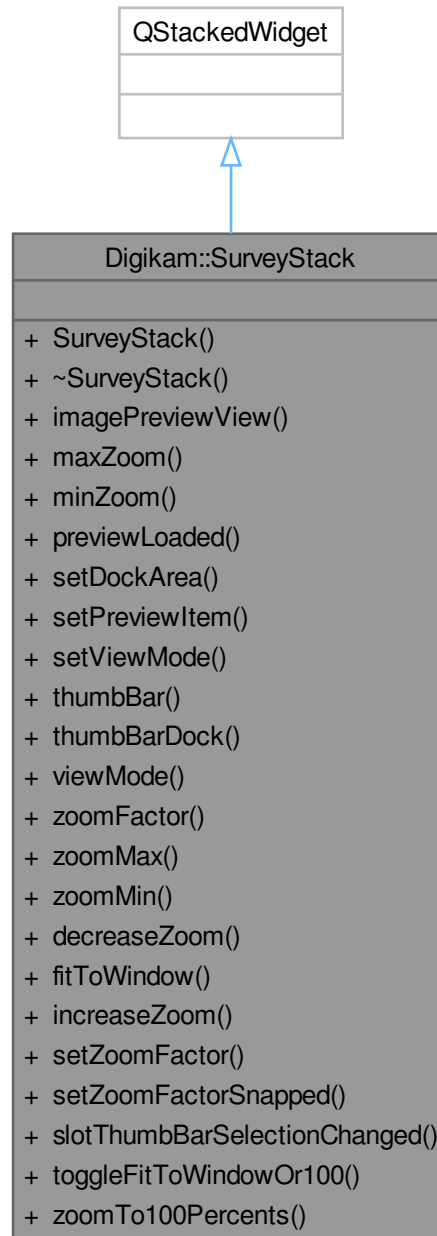 QStackedWidget
Digikam::SurveyStack
+ SurveyStack()
+ ~SurveyStack()
+ imagePreviewView()
+ maxZoom()
+ minZoom()
+ previewLoaded()
+ setDockArea()
+ setPreviewItem()
+ setViewMode()
+ thumbBar()
+ thumbBarDock()
+ viewMode()
+ zoomFactor()
+ zoomMax()
+ zoomMin()
+ decreaseZoom()
+ fitToWindow()
+ increaseZoom()
+ setZoomFactor()
+ setZoomFactorSnapped()
+ slotThumbBarSelectionChanged()
+ toggleFitToWindowOr100()
+ zoomTo100Percents()